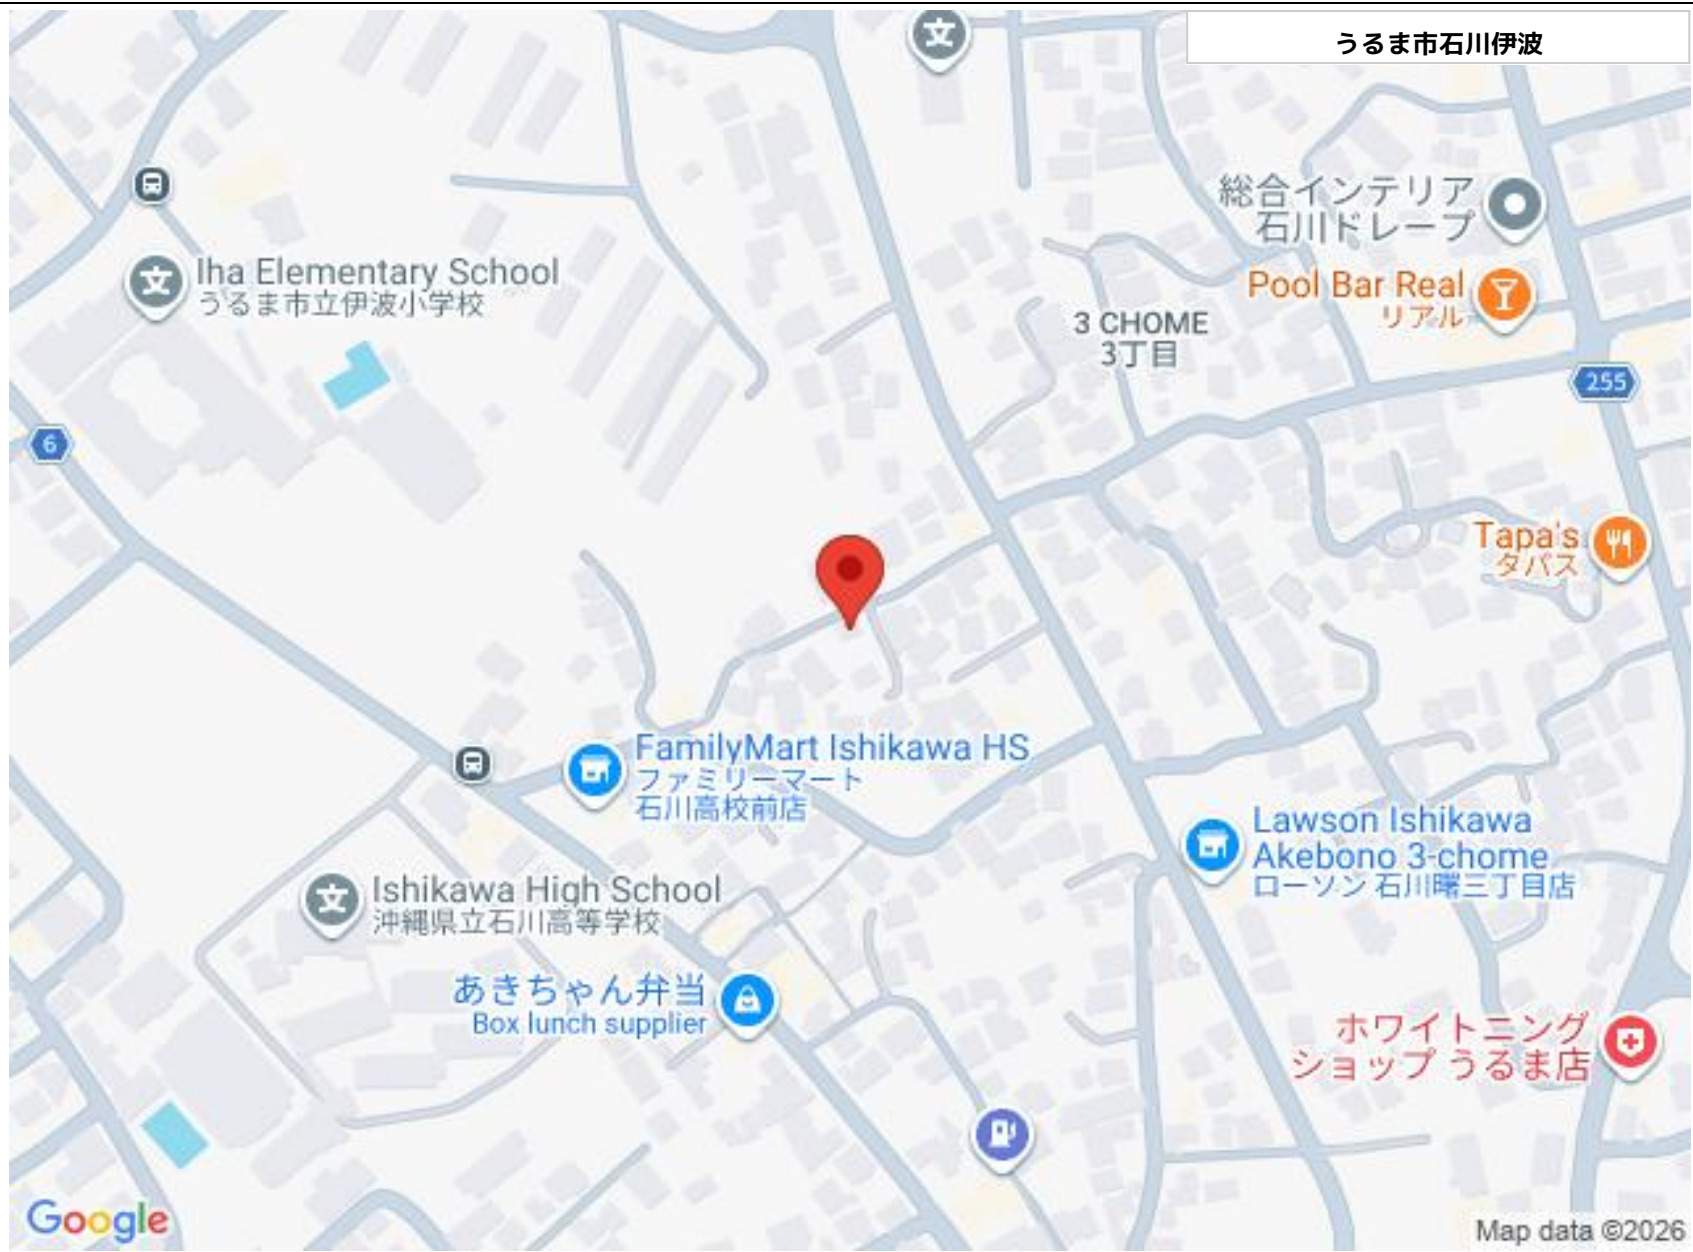 うるま市石川伊波
文
総合インテリア
石川ドレープ
Iha Elementary School
うるま市立伊波小学校
文
Pool Bar Real
リアル
3 CHOME
3丁目
255
6
Tapa's
タパス
FamilyMart Ishikawa HS
ファミリーマート
石川高校前店
Lawson Ishikawa
Akebono 3-chome
ローソン 石川曙三丁目店
Ishikawa High School
沖縄県立石川高等学校
文
あきちゃん弁当
Box lunch supplier
ホワイトニング
ショップ うるま店
Google
Map data ©2026